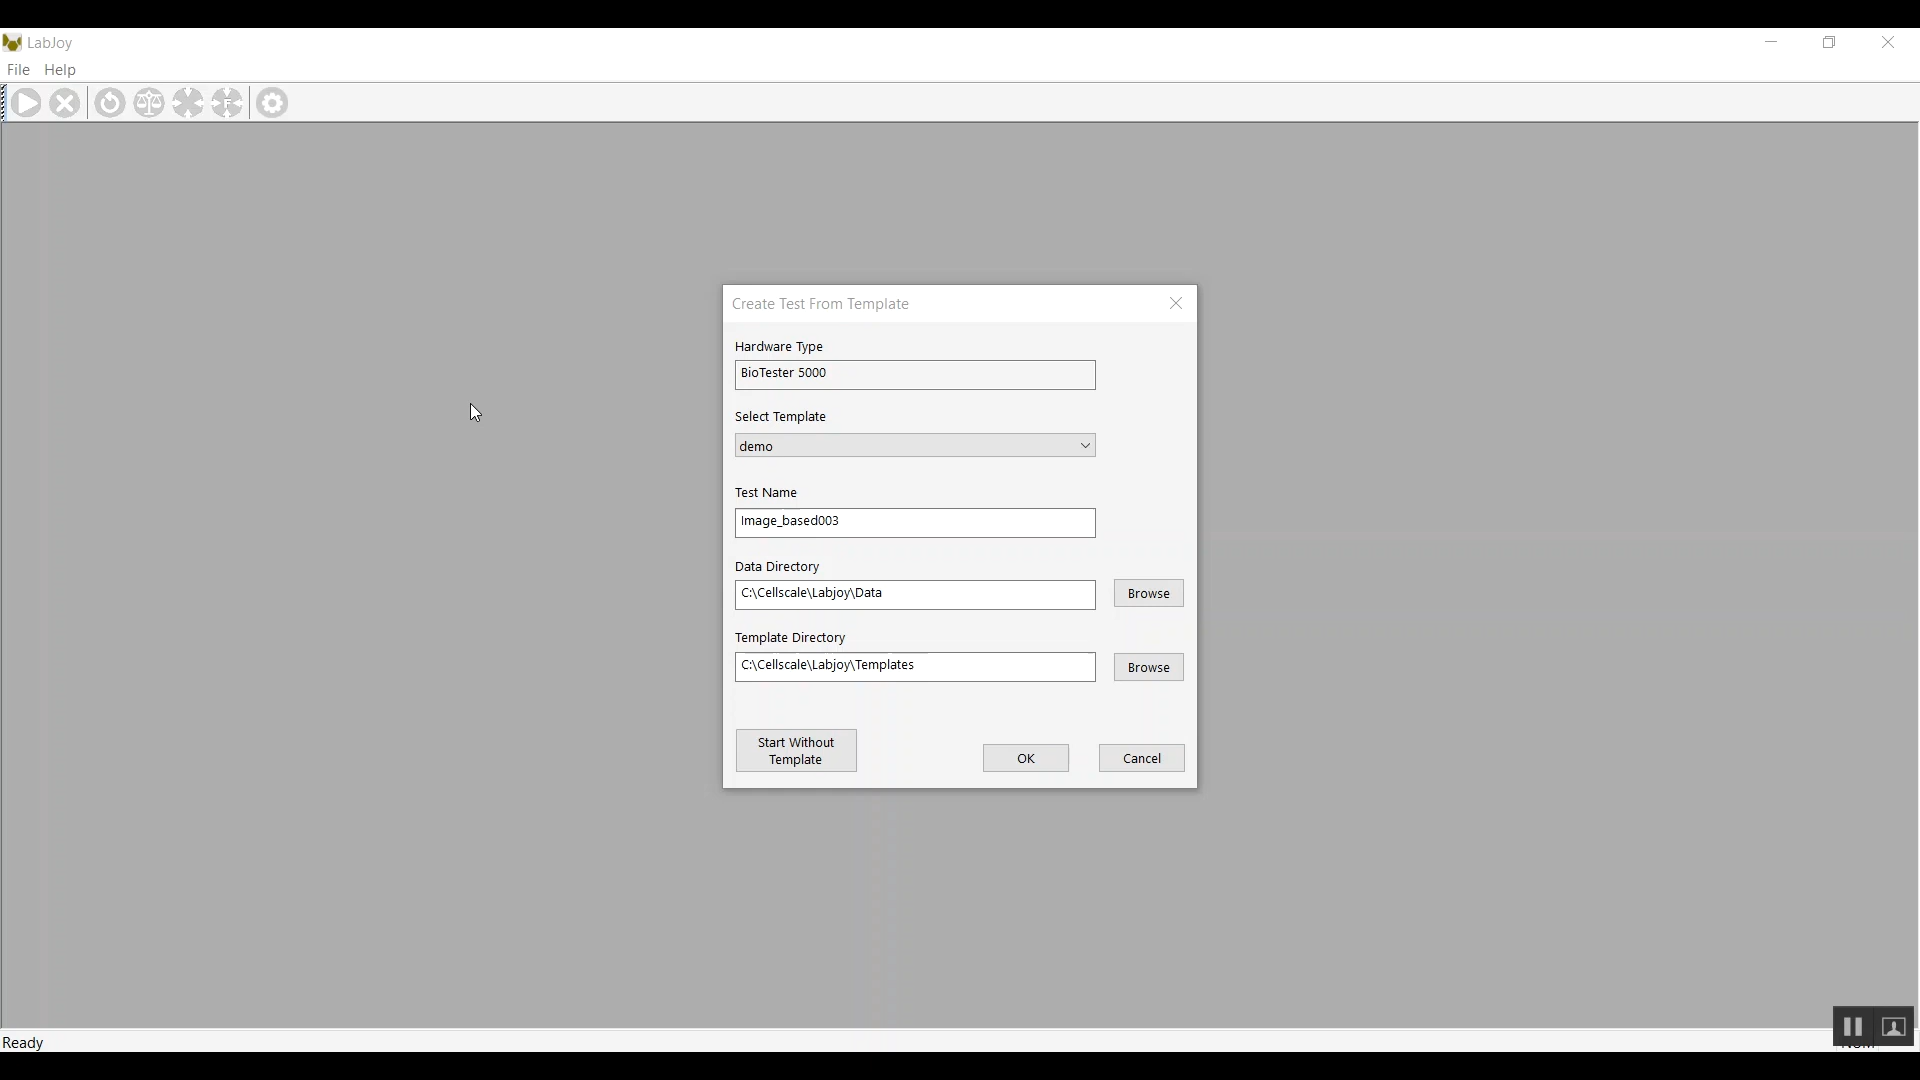 LabJoy
File Help
F
Create Test From Template
Hardware Type
BioTester 5000
Select Template
demo
Test Name
Image_based003
Data Directory
C:\Cellscale\Labjoy\Data
Browse
Template Directory
C:\Cellscale\Labjoy\Templates
Browse
Start Without
Template
OK
Cancel
Ready